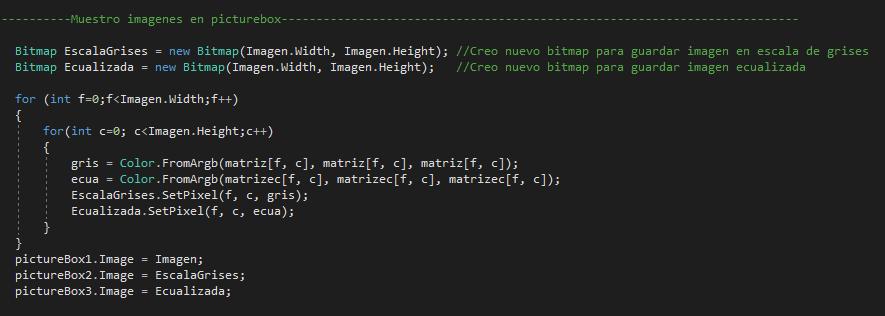 ----------Muestro imagenes en picturebox--------------------------------------------------------------------------
Bitmap EscalaGrises = new Bitmap(Imagen.Width, Imagen.Height); //Creo nuevo bitmap para guardar imagen en escala de grises
Bitmap Ecualizada = new Bitmap(Imagen.Width, Imagen.Height);   //Creo nuevo bitmap para guardar imagen ecualizada
for (int f=0;f<Imagen.Width;f++)
{
for(int c=0; c<Imagen.Height;c++)
{
gris = Color.FromArgb(matriz[f, c], matriz[f, c], matriz[f, c]);
ecua = Color.FromArgb(matrizec[f, c], matrizec[f, c], matrizec[f, c]);
EscalaGrises.SetPixel(f, c, gris);
Ecualizada.SetPixel(f, c, ecua);
}
}
pictureBox1.Image = Imagen;
pictureBox2.Image = EscalaGrises;
pictureBox3.Image = Ecualizada;